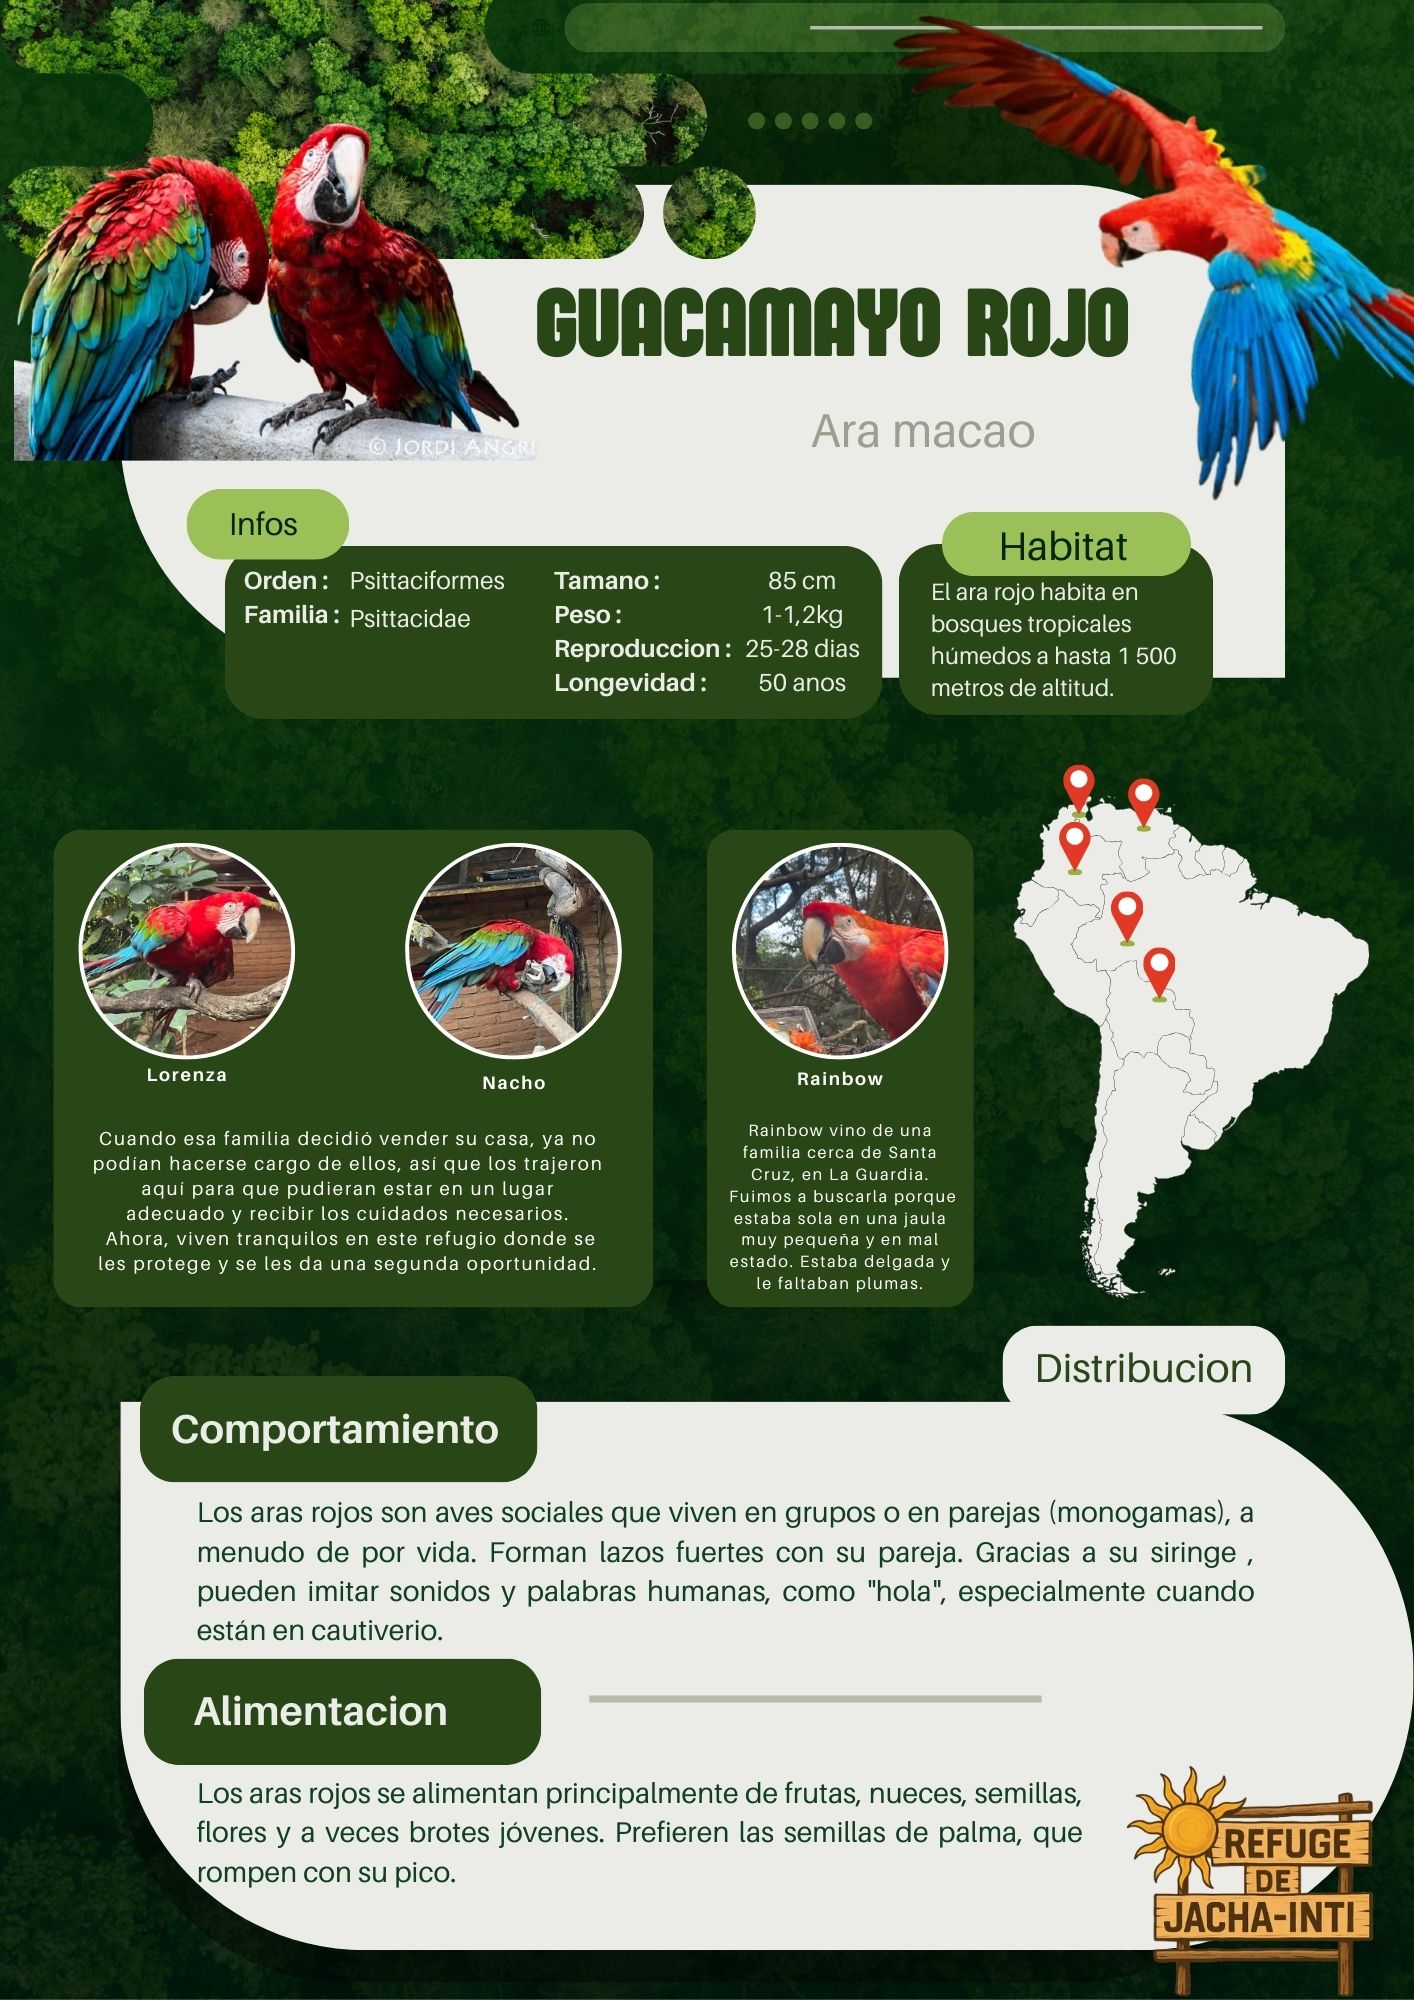 GUACAMAYO ROJO
Ara macao
© JORDI ANGRI
Infos
Orden : Psittaciformes
Familia : Psittacidae
Tamano : 85 cm
Peso : 1-1,2kg
Reproduccion : 25-28 dias
Longevidad : 50 anos
Habitat
El ara rojo habita en
bosques tropicales
húmedos a hasta 1 500
metros de altitud.
Lorenza
Nacho
Cuando esa familia decidió vender su casa, ya no
podían hacerse cargo de ellos, así que los trajeron
aquí para que pudieran estar en un lugar
adecuado y recibir los cuidados necesarios.
Ahora, viven tranquilos en este refugio donde se
les protege y se les da una segunda oportunidad.
Rainbow
Rainbow vino de una
familia cerca de Santa
Cruz, en La Guardia.
Fuimos a buscarla porque
estaba sola en una jaula
muy pequeña y en mal
estado. Estaba delgada y
le faltaban plumas.
Distribucion
Comportamiento
Los aras rojos son aves sociales que viven en grupos o en parejas (monogamas), a
menudo de por vida. Forman lazos fuertes con su pareja. Gracias a su siringe ,
pueden imitar sonidos y palabras humanas, como "hola", especialmente cuando
están en cautiverio.
Alimentacion
Los aras rojos se alimentan principalmente de frutas, nueces, semillas,
flores y a veces brotes jóvenes. Prefieren las semillas de palma, que
rompen con su pico.
REFUGE
DE
JACHA-INTI